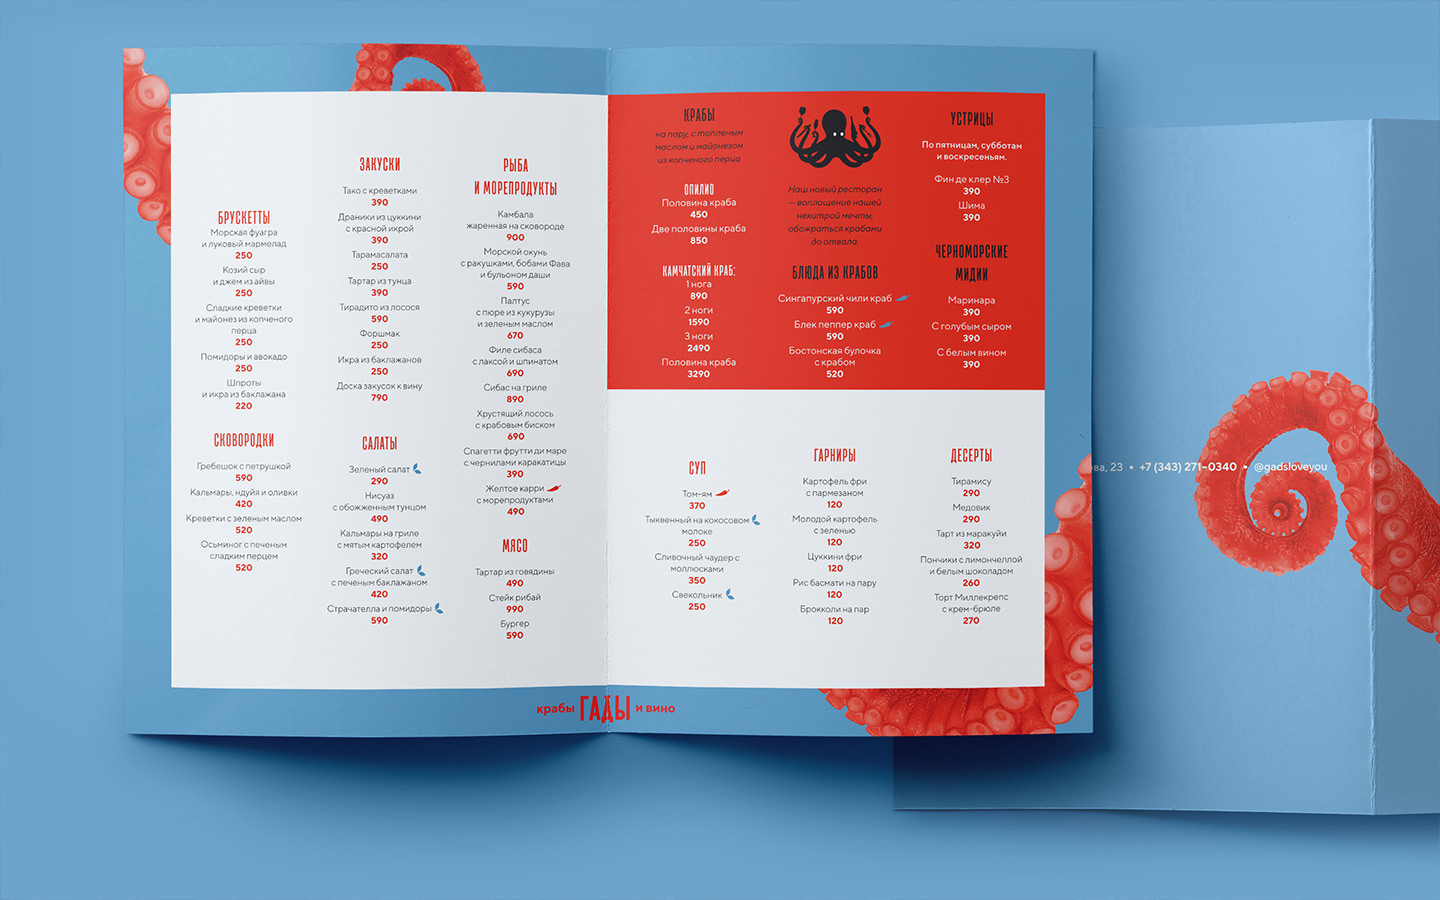 БРУСКЕТТЫ
Морская фуагра
и луковый мармелад
250
Козий сыр
и джем из айвы
250
Сладкие креветки
и майонез из копченого
перца
250
Помидоры и авокадо
250
Шпроты
и икра из баклажана
220
СКОВОРОДКИ
Гребешок с петрушкой
590
Кальмары, ндуйя и оливки
420
Креветки с зеленым маслом
520
Осьминог с печеным
сладким перцем
520
ЗАКУСКИ
Тако с креветками
390
Драники из цуккини
с красной икрой
390
Тарамасалата
250
Тартар из тунца
390
Тирадито из лосося
590
Форшмак
250
Икра из баклажанов
250
Доска закусок к вину
790
САЛАТЫ
Зеленый салат
290
Нисуаз
с обожженным тунцом
490
Кальмары на гриле
с мятым картофелем
320
Греческий салат
с печеным баклажаном
420
Страчателла и помидоры
590
РЫБА
И МОРЕПРОДУКТЫ
Камбала
жаренная на сковороде
900
Морской окунь
с ракушками, бобами Фава
и бульоном даши
590
Палтус
с пюре из кукурузы
и зеленым маслом
670
Филе сибаса
с лаксой и шпинатом
690
Сибас на гриле
890
Хрустящий лосось
с крабовым биском
690
Спагетти фрутти ди маре
с чернилами каракатицы
390
Желтое карри
с морепродуктами
490
МЯСО
Тартар из говядины
490
Стейк рибай
990
Бургер
590
КРАБЫ
на пару, с топленым
маслом и майонезом
из копченого перца
ОПИЛИО
Половина краба
450
Две половины краба
850
КАМЧАТСКИЙ КРАБ:
1 нога
890
2 ноги
1590
3 ноги
2490
Половина краба
3290
Наш новый ресторан
– воплощение нашей
нехитрой мечты,
обожраться крабами
до отвала.
БЛЮДА ИЗ КРАБОВ
Сингапурский чили краб
590
Блек пеппер краб
590
Бостонская булочка
с крабом
520
УСТРИЦЫ
По пятницам, субботам
и воскресеньям.
Фин де клер №3
390
Шима
390
ЧЕРНОМОРСКИЕ
МИДИИ
Маринара
390
С голубым сыром
390
С белым вином
390
СУП
Том-ям
370
Тыквенный на кокосовом
молоке
250
Сливочный чаудер с
моллюсками
350
Свекольник
250
ГАРНИРЫ
Картофель фри
с пармезаном
120
Молодой картофель
с зеленью
120
Цуккини фри
120
Рис басмати на пару
120
Брокколи на пар
120
ДЕСЕРТЫ
Тирамису
290
Медовик
290
Тарт из маракуйи
320
Пончики с лимончеллой
и белым шоколадом
260
Торт Миллекрепс
с крем-брюле
270
крабы ГАДЫ и вино
ва, 23 • +7 (343) 271-0340 • @gadsloveyou